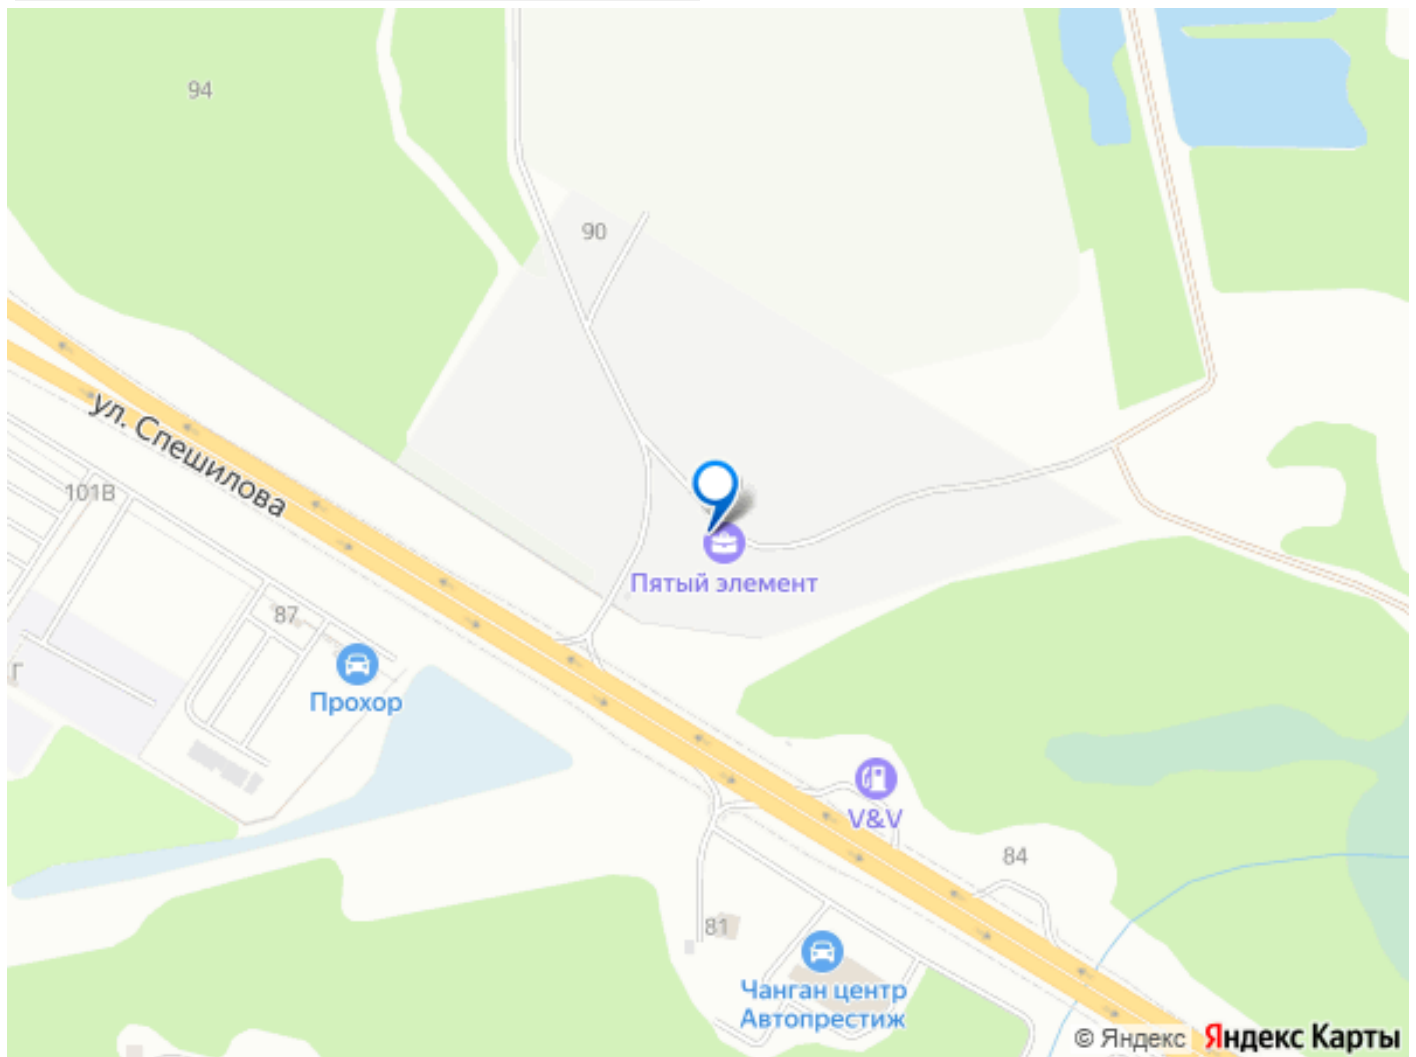 94
90
ул. Спешилова
101В
Пятый элемент
87
Г
Прохор
V&V
84
81
Чанган центр
Автопрестиж
© Яндекс Яндекс Карты